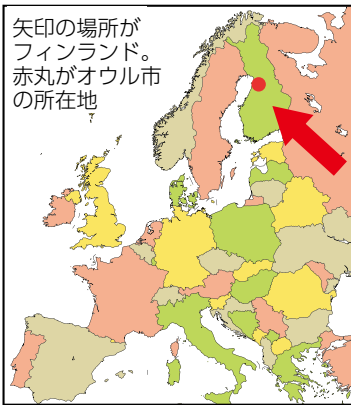 矢印の場所が
フィンランド。
赤丸がオウル市
の所在地